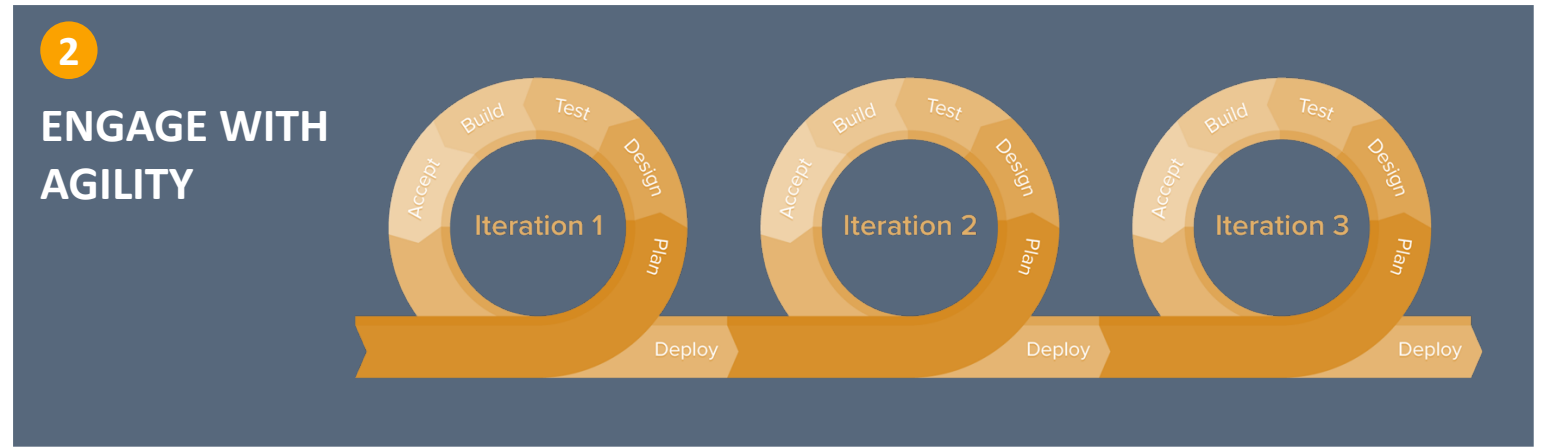 2
ENGAGE WITH
AGILITY
Accept
Build
Test
Design
Plan
Iteration 1
Deploy
Accept
Build
Test
Design
Plan
Iteration 2
Deploy
Accept
Build
Test
Design
Plan
Iteration 3
Deploy